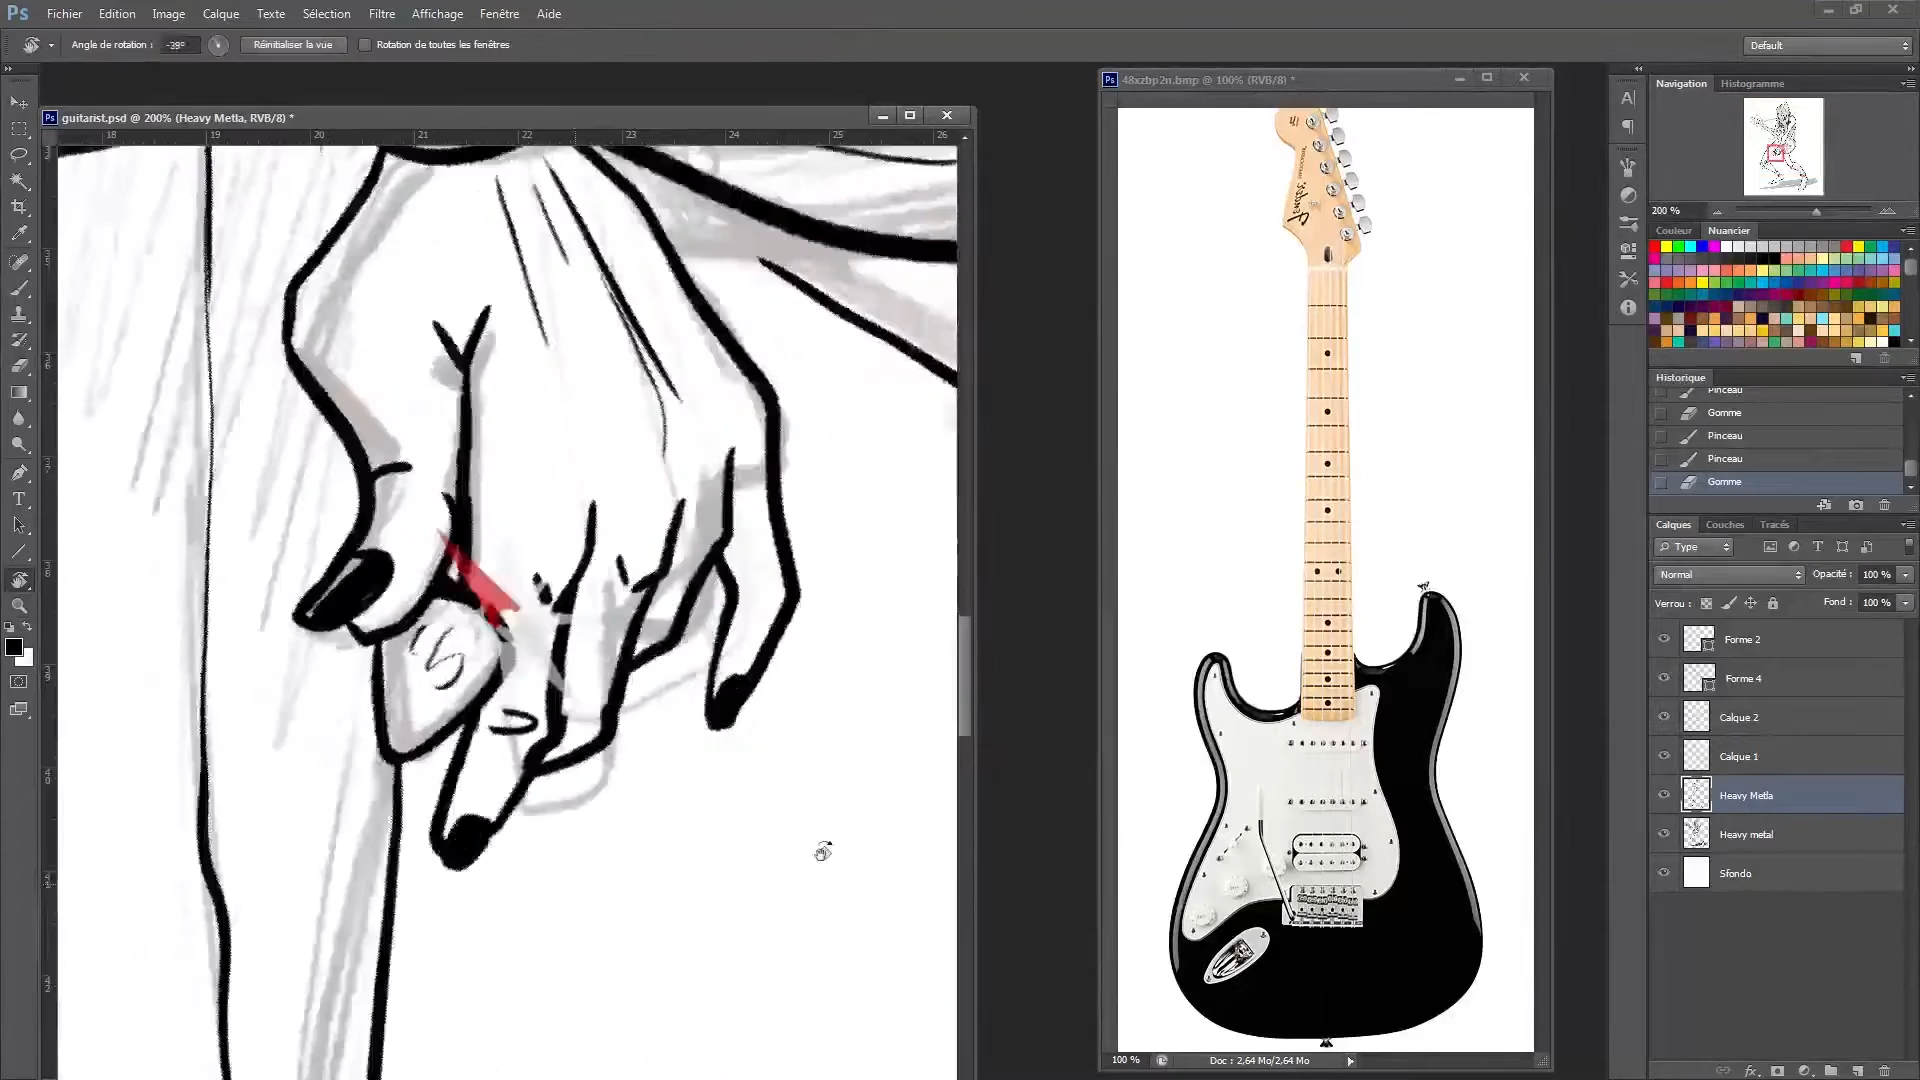 Ps Fichier Edition Image Calque Texte Sélection Filtre Affichage Fenêtre Aide
Angle de rotation : -39° Réinitialiser la vue Rotation de toutes les fenêtres Default
Ps 48xzbp2n.bmp @ 100% (RVB/8) *
Ps guitarist.psd @ 200% (Heavy Metla, RVB/8) *
18 19 20 21 22 23 24 25 26
Navigation Histogramme
200 %
Couleur Nuancier
Historique
Pinceau
Gomme
Pinceau
Pinceau
Gomme
Calques Couches Tracés
Type
Normal Opacité : 100 %
Verrou : Fond : 100 %
Forme 2
Forme 4
Calque 2
Calque 1
Heavy Metla
Heavy metal
Sfondo
100 % Doc : 2,64 Mo/2,64 Mo